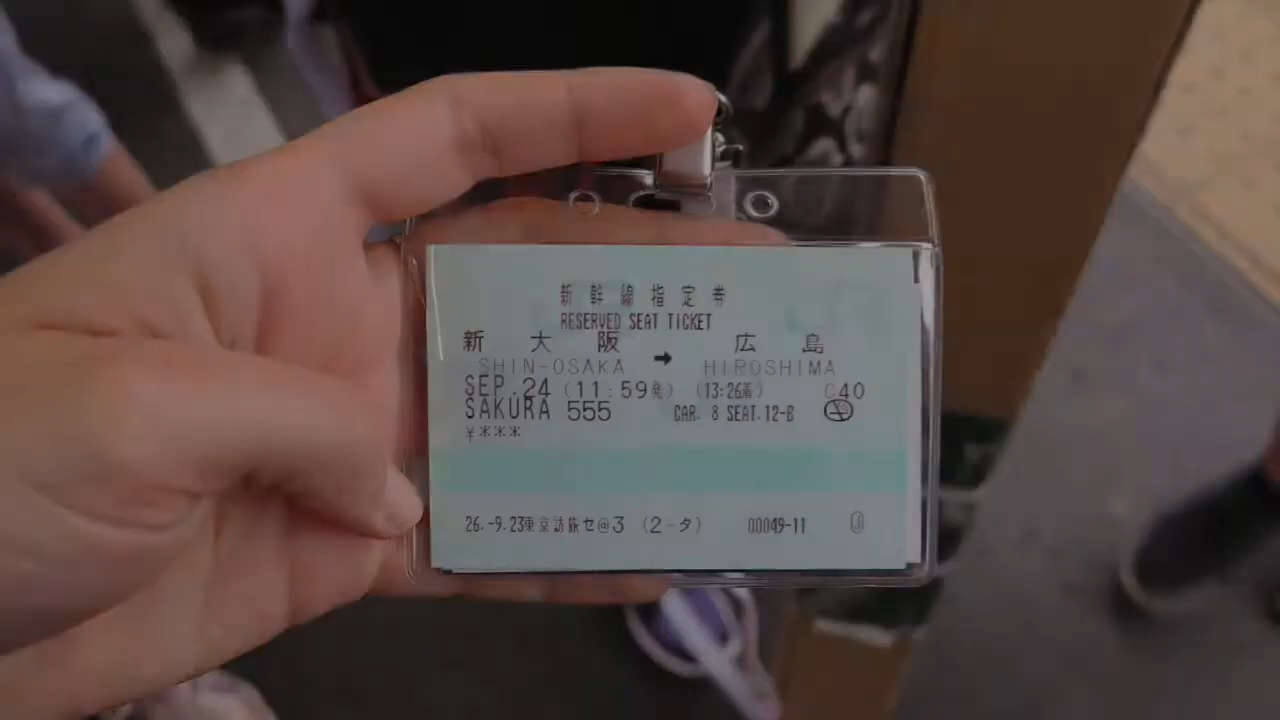 新幹線指定券
RESERVED SEAT TICKET
新大阪 → 広島
SHIN-OSAKA HIROSHIMA
SEP.24 (11:59発) (13:26着) C40
SAKURA 555 CAR. 8 SEAT.12-B
¥***
26.-9.23東京訪旅セ@3 (2-タ) 00049-11